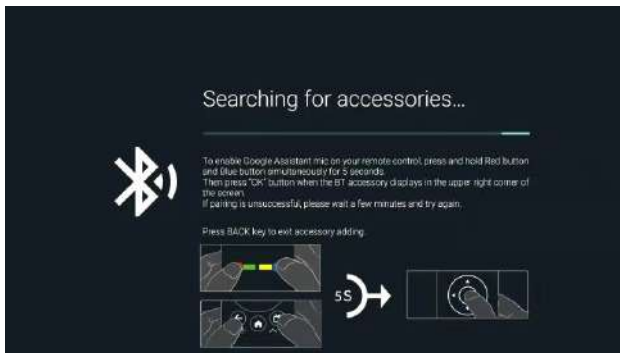 Searching for accessories...
To enable Google Assistant mic on your remote control, press and hold Red button
and Blue button simultaneously for 5 seconds.
Then press "OK" button when the BT accessory displays in the upper right corner of
the screen.
If pairing is unsuccessful, please wait a few minutes and try again.
Press BACK key to exit accessory adding.
5S